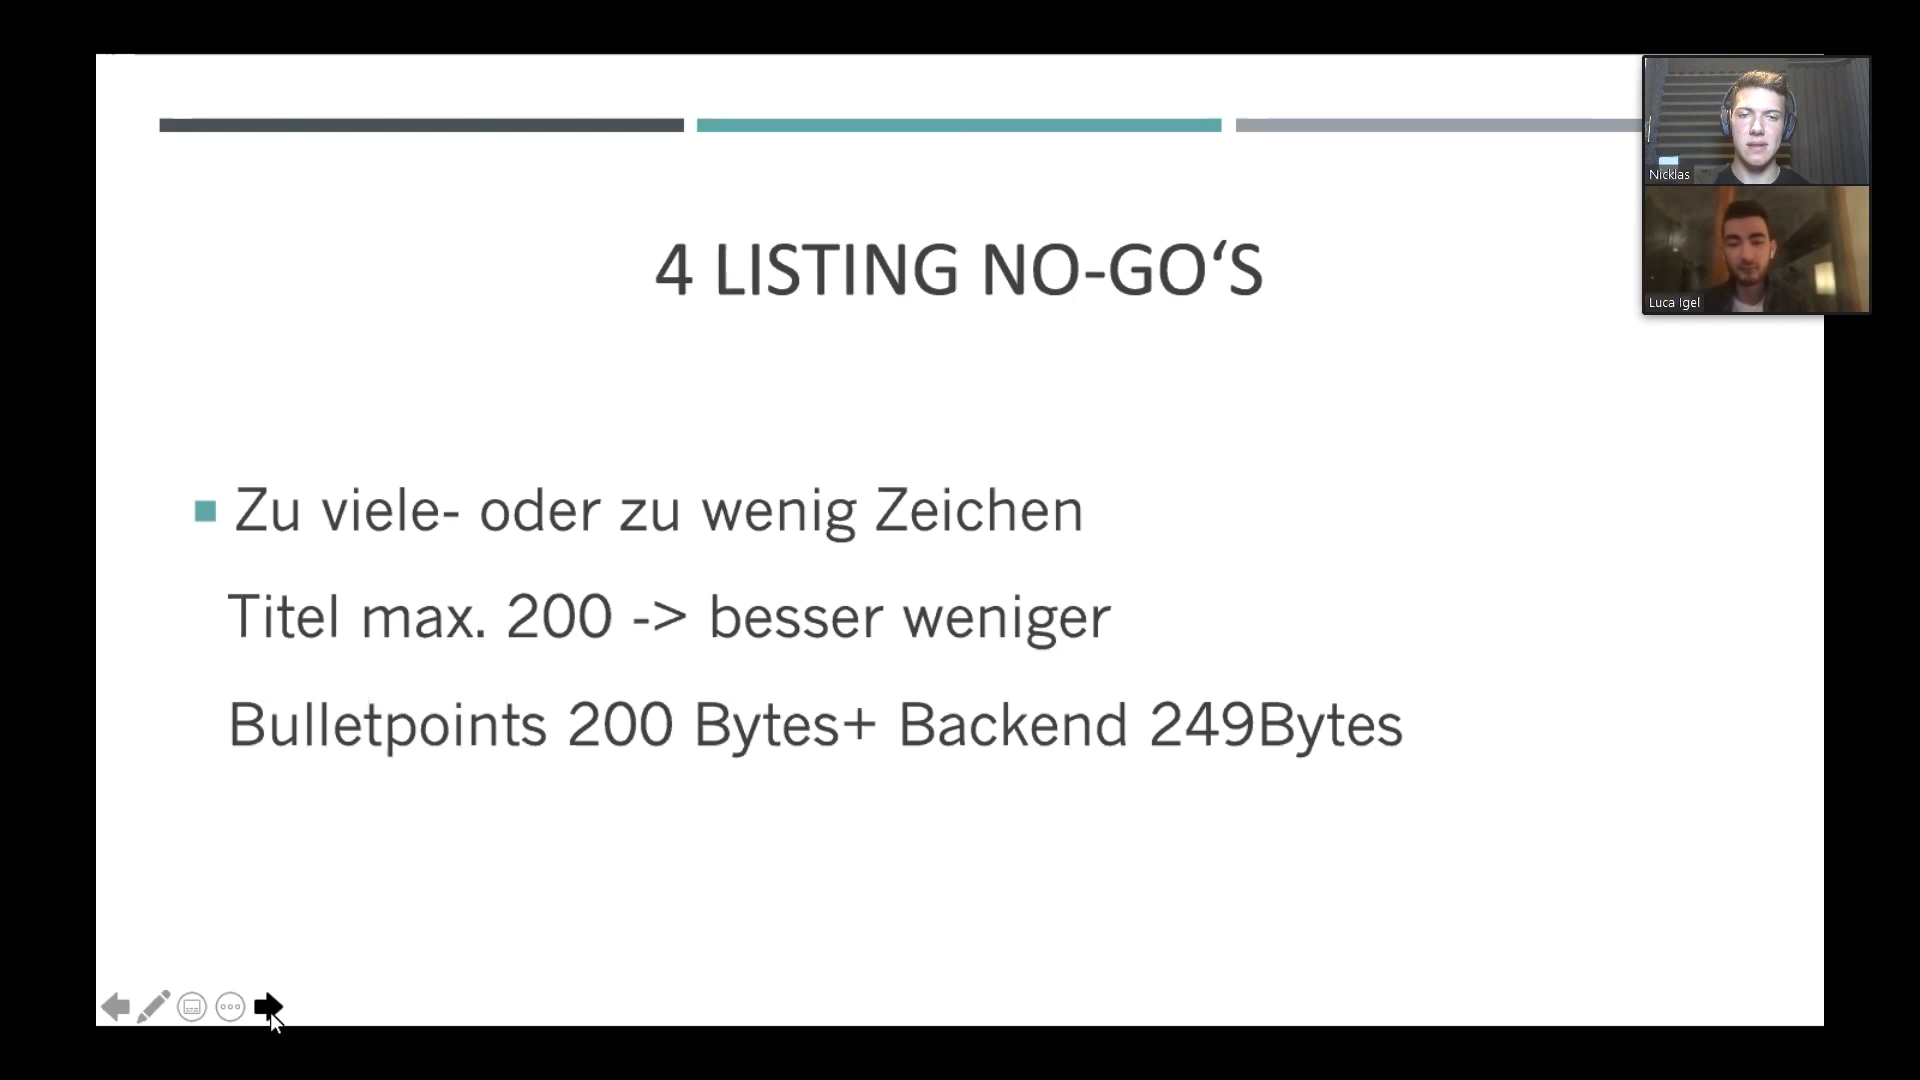 4 LISTING NO-GO‘S
Zu viele- oder zu wenig Zeichen
Titel max. 200 -> besser weniger
Bulletpoints 200 Bytes+ Backend 249Bytes
Nicklas
Luca Igel